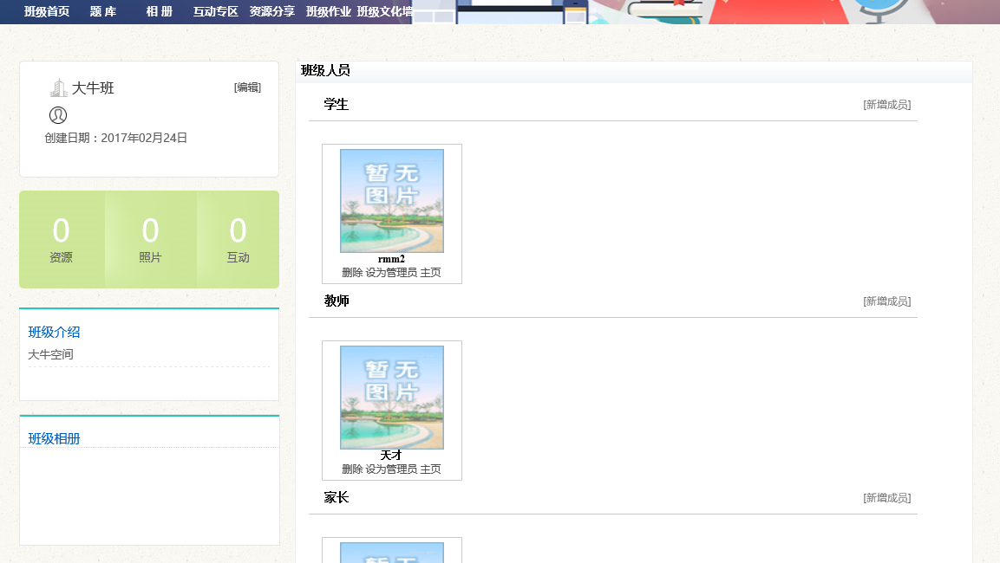 班级首页 题 库 相 册 互动专区 资源分享 班级作业 班级文化墙
大牛班 [编辑]
创建日期：2017年02月24日
0 0 0
资源 照片 互动
班级介绍
大牛空间
班级相册
班级人员
学生 [新增成员]
暂无
图片
rmm2
删除 设为管理员 主页
教师 [新增成员]
暂无
图片
天才
删除 设为管理员 主页
家长 [新增成员]